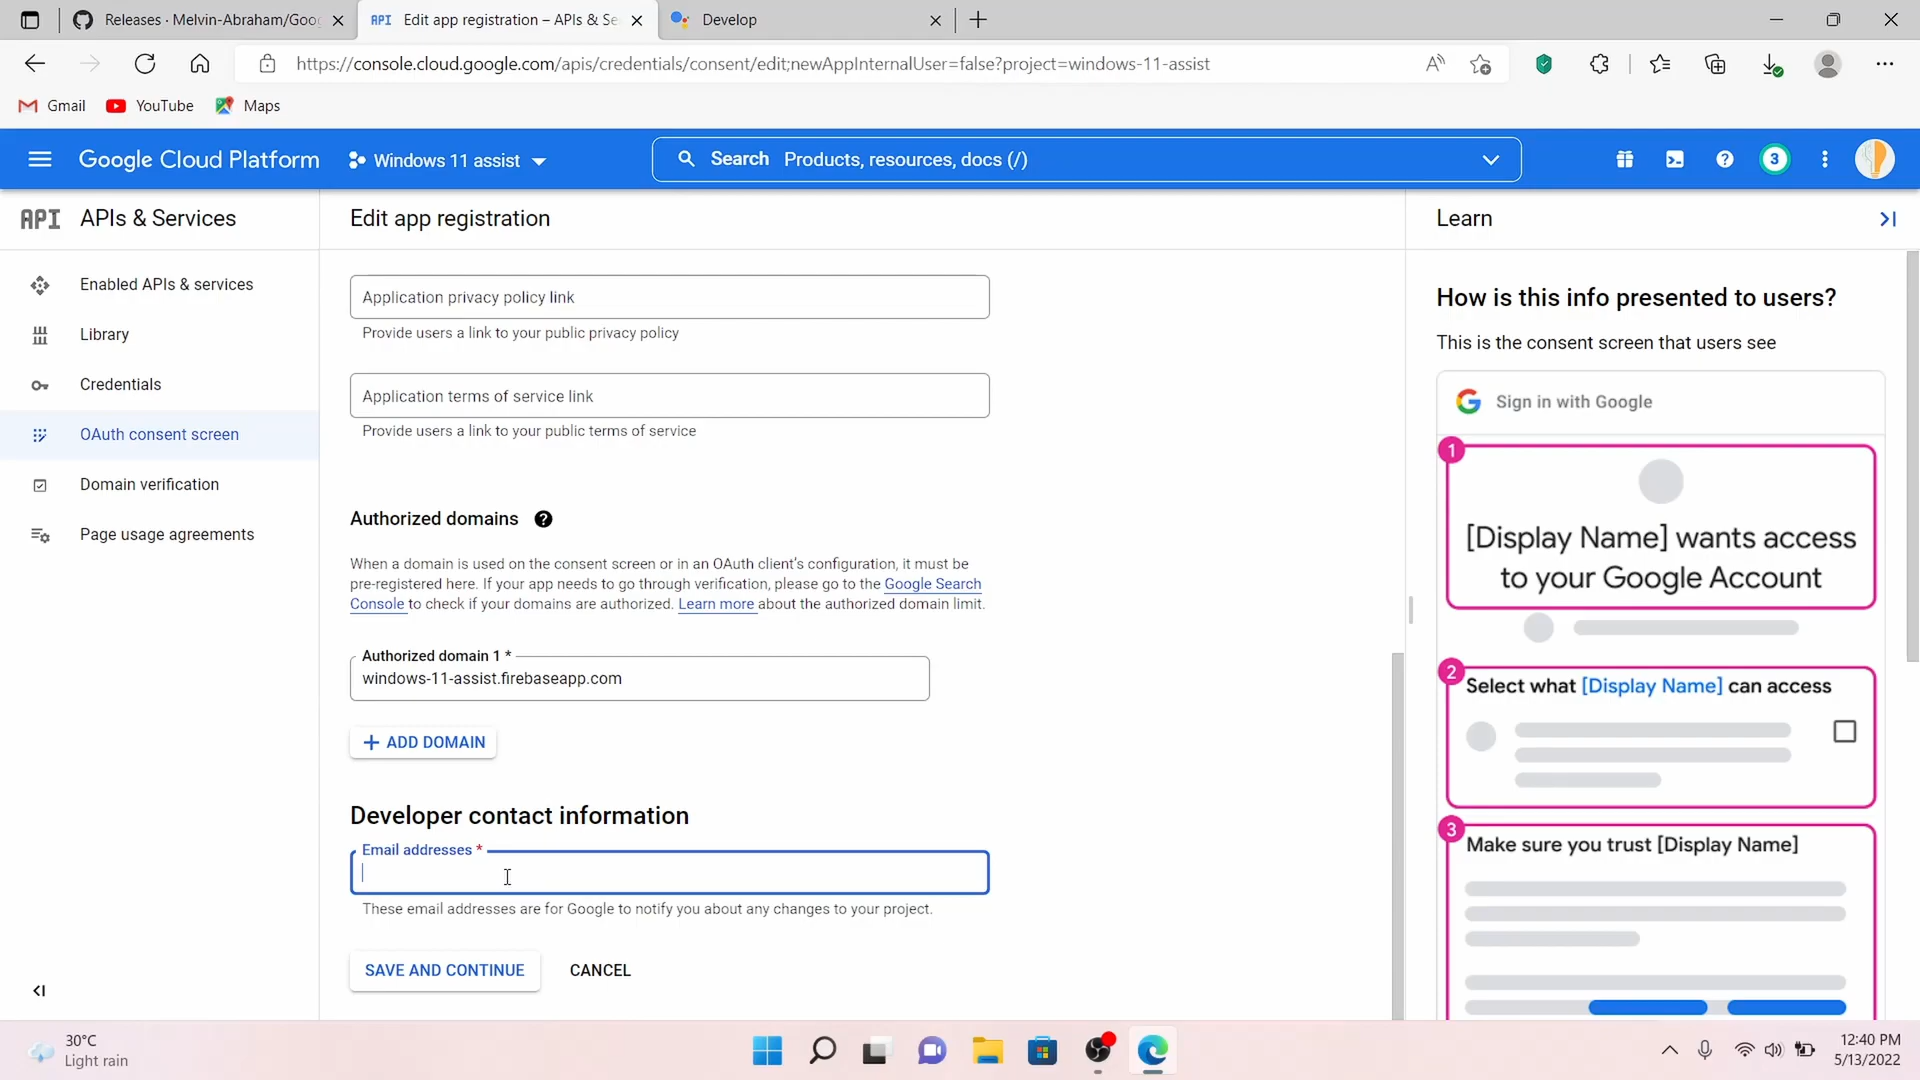 Releases · Melvin-Abraham/Goog
Edit app registration – APIs & Se
Develop
https://console.cloud.google.com/apis/credentials/consent/edit;newAppInternalUser=false?project=windows-11-assist
Gmail
YouTube
Maps
Google Cloud Platform
Windows 11 assist
Search Products, resources, docs (/)
3
API APIs & Services
Edit app registration
Learn
Enabled APIs & services
Library
Credentials
OAuth consent screen
Domain verification
Page usage agreements
Application privacy policy link
Provide users a link to your public privacy policy
Application terms of service link
Provide users a link to your public terms of service
Authorized domains
When a domain is used on the consent screen or in an OAuth client's configuration, it must be
pre-registered here. If your app needs to go through verification, please go to the Google Search
Console to check if your domains are authorized. Learn more about the authorized domain limit.
Authorized domain 1 *
windows-11-assist.firebaseapp.com
+ ADD DOMAIN
Developer contact information
Email addresses *
These email addresses are for Google to notify you about any changes to your project.
SAVE AND CONTINUE
CANCEL
How is this info presented to users?
This is the consent screen that users see
Sign in with Google
1
[Display Name] wants access
to your Google Account
2
Select what [Display Name] can access
3
Make sure you trust [Display Name]
30°C
Light rain
12:40 PM
5/13/2022